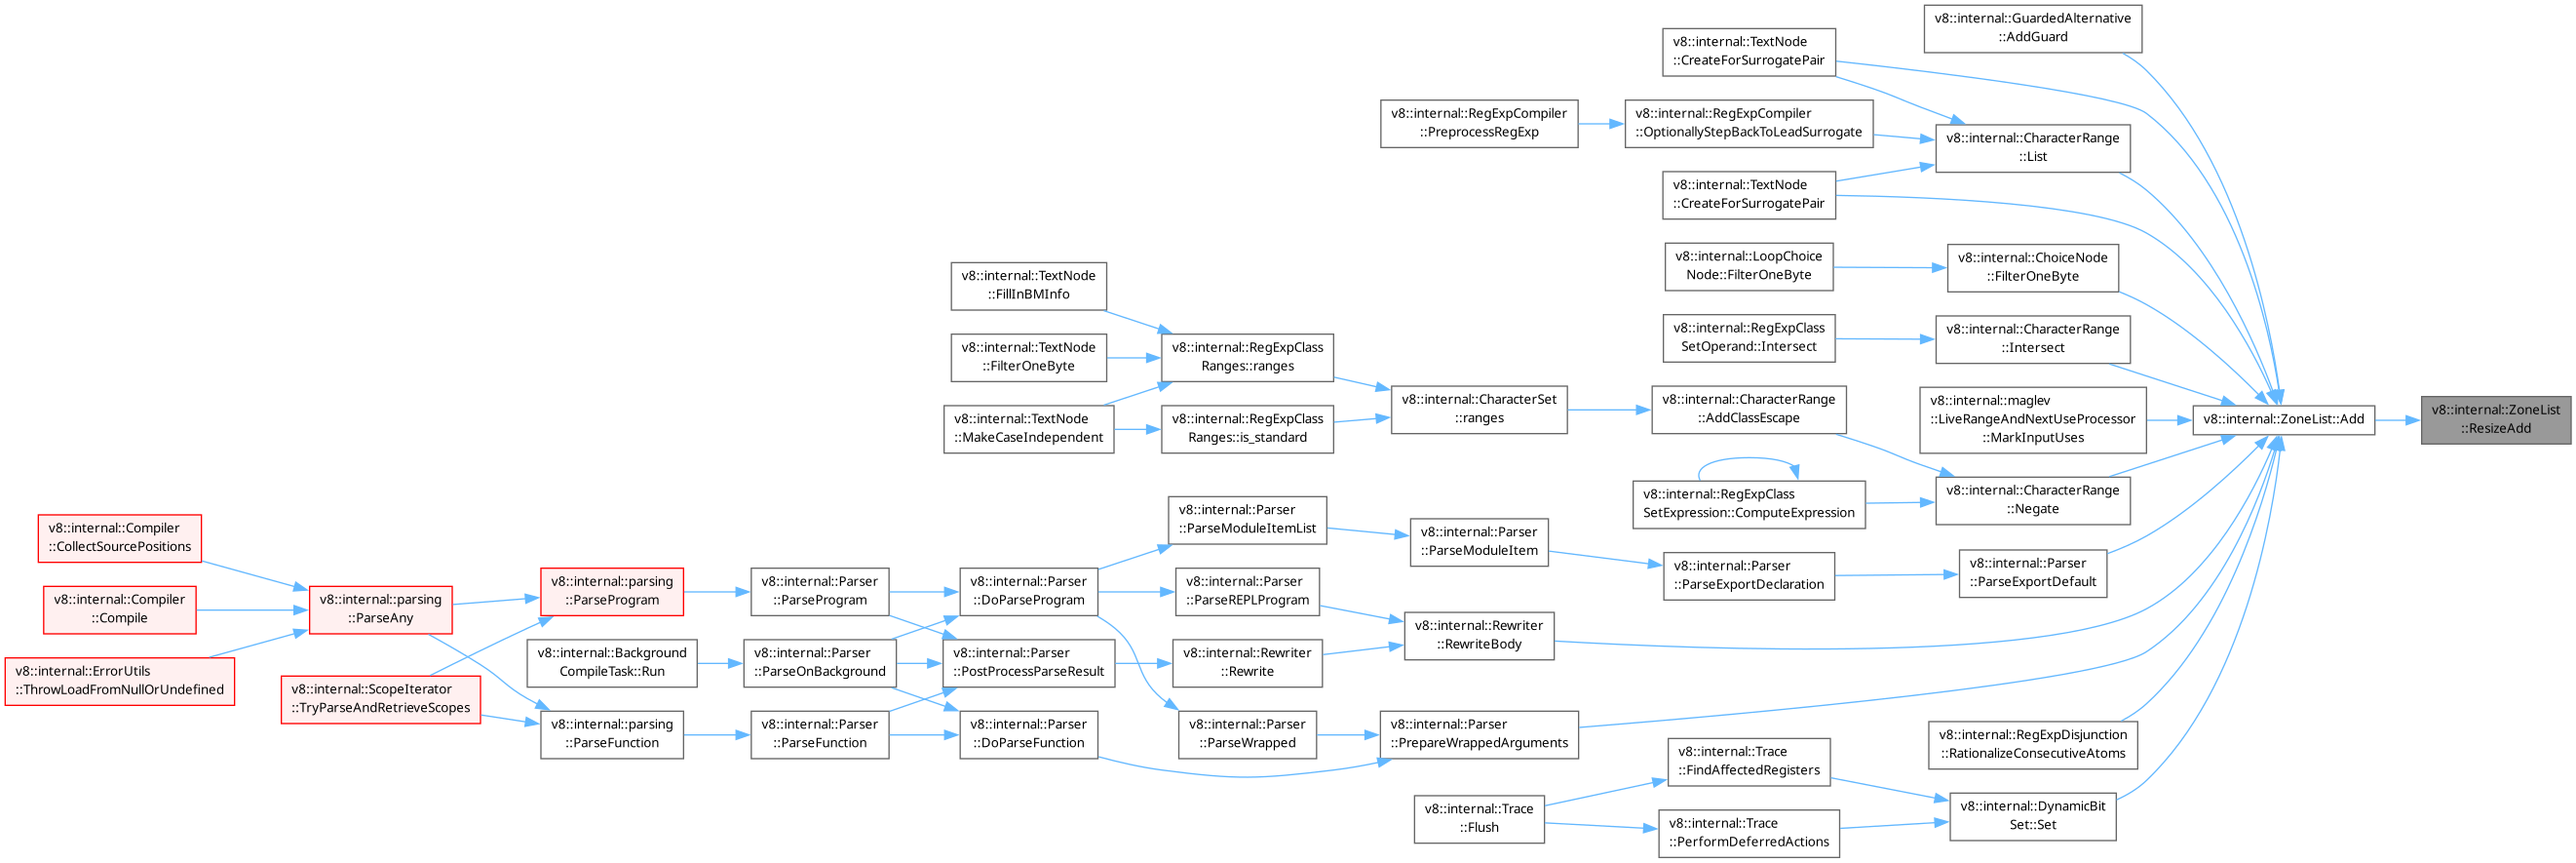 v8::internal::GuardedAlternative
::AddGuard
v8::internal::TextNode
::CreateForSurrogatePair
v8::internal::RegExpCompiler
::PreprocessRegExp
v8::internal::RegExpCompiler
::OptionallyStepBackToLeadSurrogate
v8::internal::CharacterRange
::List
v8::internal::TextNode
::CreateForSurrogatePair
v8::internal::LoopChoice
Node::FilterOneByte
v8::internal::ChoiceNode
::FilterOneByte
v8::internal::TextNode
::FillInBMInfo
v8::internal::RegExpClass
SetOperand::Intersect
v8::internal::CharacterRange
::Intersect
v8::internal::TextNode
::FilterOneByte
v8::internal::RegExpClass
Ranges::ranges
v8::internal::TextNode
::MakeCaseIndependent
v8::internal::RegExpClass
Ranges::is_standard
v8::internal::CharacterSet
::ranges
v8::internal::CharacterRange
::AddClassEscape
v8::internal::maglev
::LiveRangeAndNextUseProcessor
::MarkInputUses
v8::internal::ZoneList::Add
v8::internal::ZoneList
::ResizeAdd
v8::internal::RegExpClass
SetExpression::ComputeExpression
v8::internal::CharacterRange
::Negate
v8::internal::Compiler
::CollectSourcePositions
v8::internal::Parser
::ParseModuleItemList
v8::internal::Parser
::ParseModuleItem
v8::internal::Parser
::ParseExportDeclaration
v8::internal::Parser
::ParseExportDefault
v8::internal::Compiler
::Compile
v8::internal::parsing
::ParseAny
v8::internal::parsing
::ParseProgram
v8::internal::Parser
::ParseProgram
v8::internal::Parser
::DoParseProgram
v8::internal::Parser
::ParseREPLProgram
v8::internal::Rewriter
::RewriteBody
v8::internal::ErrorUtils
::ThrowLoadFromNullOrUndefined
v8::internal::ScopeIterator
::TryParseAndRetrieveScopes
v8::internal::Background
CompileTask::Run
v8::internal::Parser
::ParseOnBackground
v8::internal::Parser
::PostProcessParseResult
v8::internal::Rewriter
::Rewrite
v8::internal::parsing
::ParseFunction
v8::internal::Parser
::ParseFunction
v8::internal::Parser
::DoParseFunction
v8::internal::Parser
::ParseWrapped
v8::internal::Parser
::PrepareWrappedArguments
v8::internal::RegExpDisjunction
::RationalizeConsecutiveAtoms
v8::internal::Trace
::FindAffectedRegisters
v8::internal::Trace
::Flush
v8::internal::Trace
::PerformDeferredActions
v8::internal::DynamicBit
Set::Set